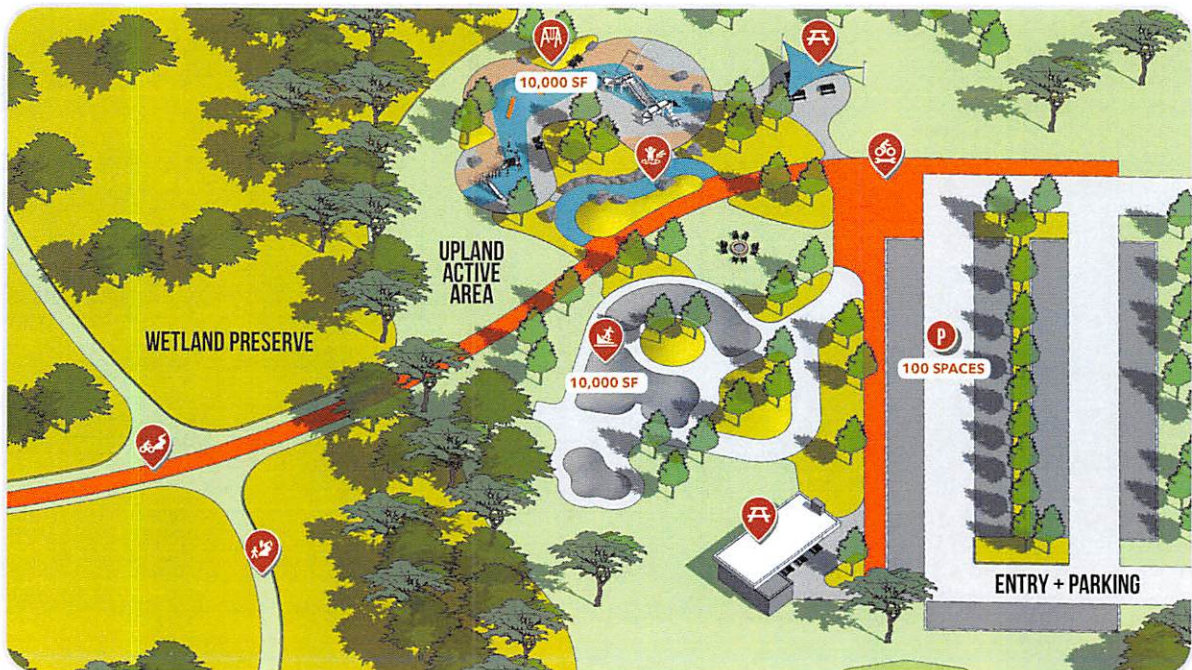 10,000 SF
UPLAND
ACTIVE
AREA
WETLAND PRESERVE
10,000 SF
P
100 SPACES
ENTRY + PARKING